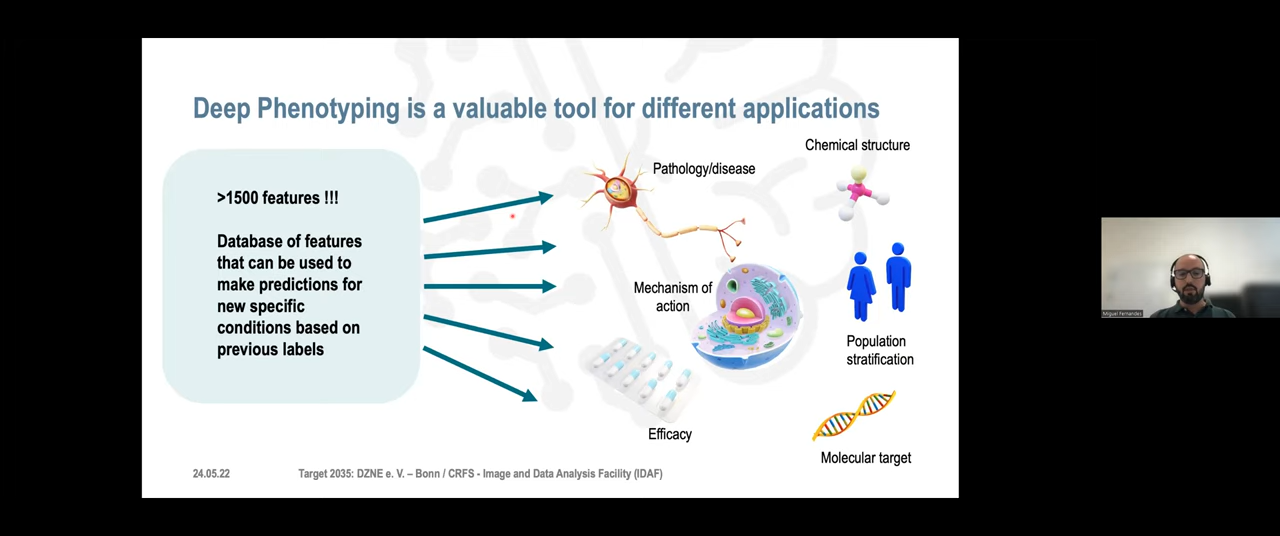 Deep Phenotyping is a valuable tool for different applications
>1500 features !!!
Database of features
that can be used to
make predictions for
new specific
conditions based on
previous labels
Pathology/disease
Chemical structure
Mechanism of
action
Population
stratification
Efficacy
Molecular target
24.05.22
Target 2035: DZNE e. V. – Bonn / CRFS - Image and Data Analysis Facility (IDAF)
Miguel Fernandes